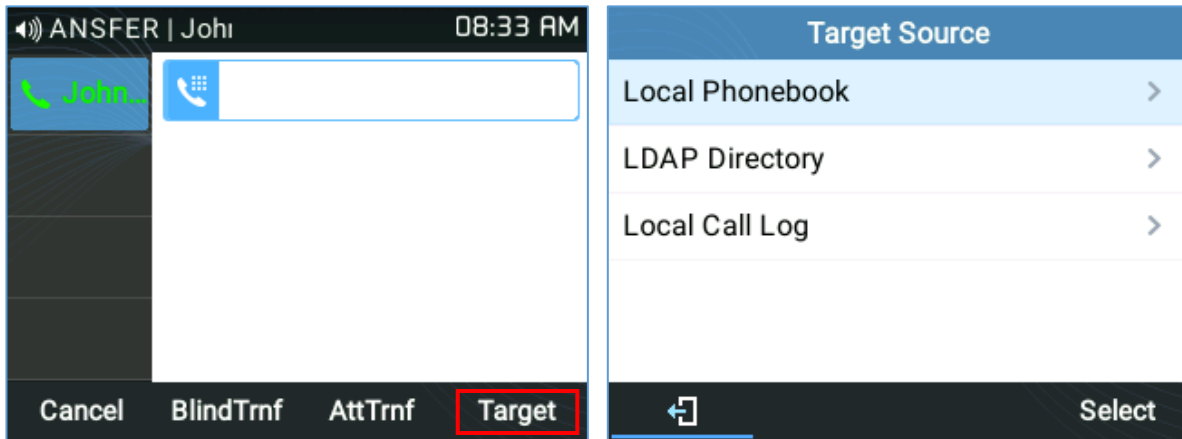 ANSFER | Johı 08:33 AM
John...
Cancel BlindTrnf AttTrnf Target
Target Source
Local Phonebook
LDAP Directory
Local Call Log
Select